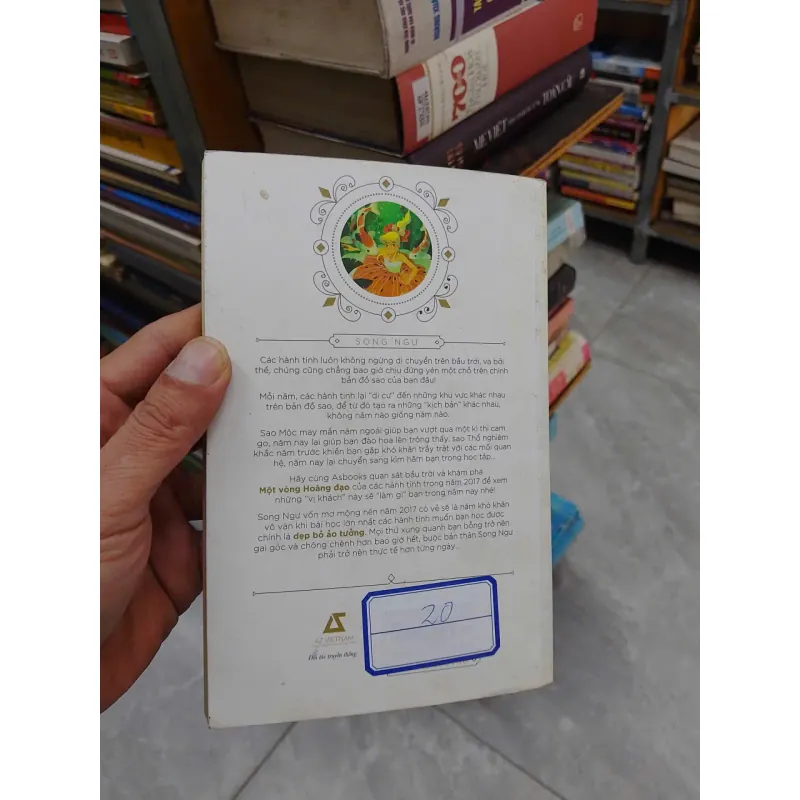 700
MẸ VIỆT
TOÀN CẦU
SONG NGƯ
Các hành tinh luôn không ngừng di chuyển trên bầu trời, và bởi
thế, chúng cũng chẳng bao giờ chịu đứng yên một chỗ trên chính
bản đồ sao của bạn đâu!
Mỗi năm, các hành tinh lại "di cư" đến những khu vực khác nhau
trên bản đồ sao, để từ đó tạo ra những "kịch bản" khác nhau,
không năm nào giống năm nào.
Sao Mộc may mắn năm ngoái giúp bạn vượt qua một kì thi cam
go, năm nay lại giúp bạn đào hoa lên trông thấy, sao Thổ nghiêm
khắc năm trước khiến bạn gặp khó khăn trầy trật với các mối quan
hệ, năm nay lại chuyển sang kìm hãm bạn trong học tập...
Hãy cùng Asbooks quan sát bầu trời và khám phá
Một vòng Hoàng đạo của các hành tinh trong năm 2017 để xem
những "vị khách" này sẽ "làm gì" bạn trong năm nay nhé!
Song Ngư vốn mơ mộng nên năm 2017 có vẻ sẽ là năm khó khăn
vô vàn khi bài học lớn nhất các hành tinh muốn bạn học được
chính là dẹp bỏ ảo tưởng. Mọi thứ xung quanh bạn bỗng trở nên
gai góc và chông chênh hơn bao giờ hết, buộc bản thân Song Ngư
phải trở nên thực tế hơn từng ngày...
AZ VIETNAM
Đối tác truyền thông
20